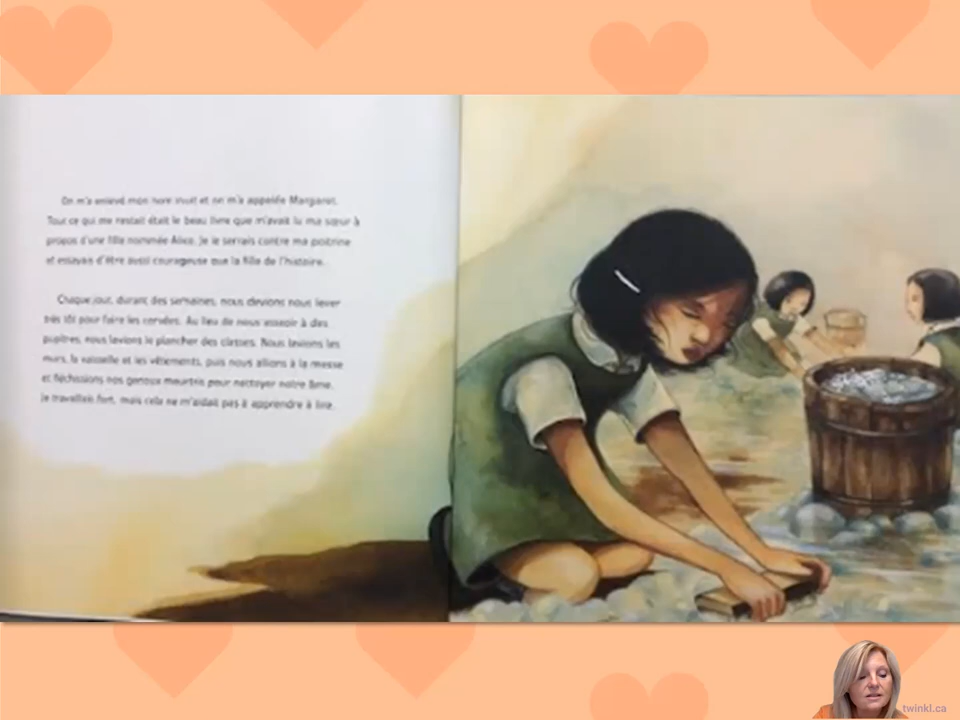 On m'a enlevé mon nom inuit et on m'a appelée Margaret.
Tout ce qui me restait était le beau livre que m'avait lu ma sœur à
propos d'une fille nommée Alice. Je le serrais contre ma poitrine
et essayais d'être aussi courageuse que la fille de l'histoire.
Chaque jour, durant des semaines, nous devions nous lever
très tôt pour faire les corvées. Au lieu de nous asseoir à des
pupitres, nous lavions le plancher des classes. Nous lavions les
murs, la vaisselle et les vêtements, puis nous allions à la messe
et fléchissions nos genoux meurtris pour nettoyer notre âme.
Je travaillais fort, mais cela ne m'aidait pas à apprendre à lire.
twinkl.ca